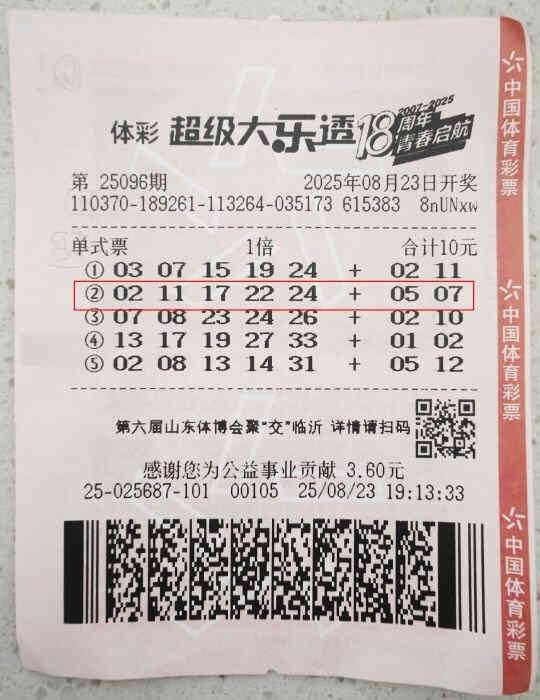 体彩 超级大乐透 18周年 2007-2025 青春启航
第 25096期 2025年08月23日开奖
110370-189261-113264-035173 615383 8nUNxw
单式票 1倍 合计10元
① 03 07 15 19 24 + 02 11
② 02 11 17 22 24 + 05 07
③ 07 08 23 24 26 + 02 10
④ 13 17 19 27 33 + 01 02
⑤ 02 08 13 14 31 + 05 12
第六届山东体博会聚“交”临沂 详情请扫码
感谢您为公益事业贡献 3.60元
25-025687-101 00105 25/08/23 19:13:33
中国体育彩票
中国体育彩票
中国体育彩票